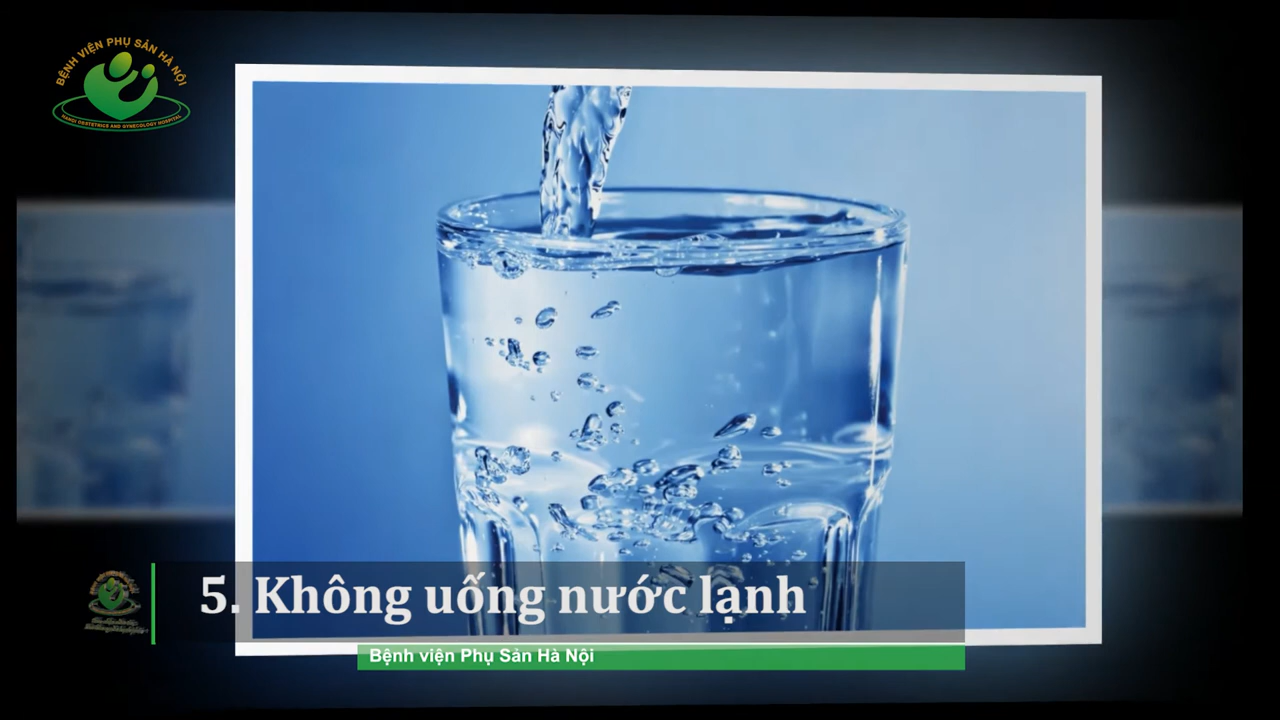 BỆNH VIỆN PHỤ SẢN HÀ NỘI
HANOI OBSTETRICS AND GYNECOLOGY HOSPITAL
5. Không uống nước lạnh
Bệnh viện Phụ Sản Hà Nội